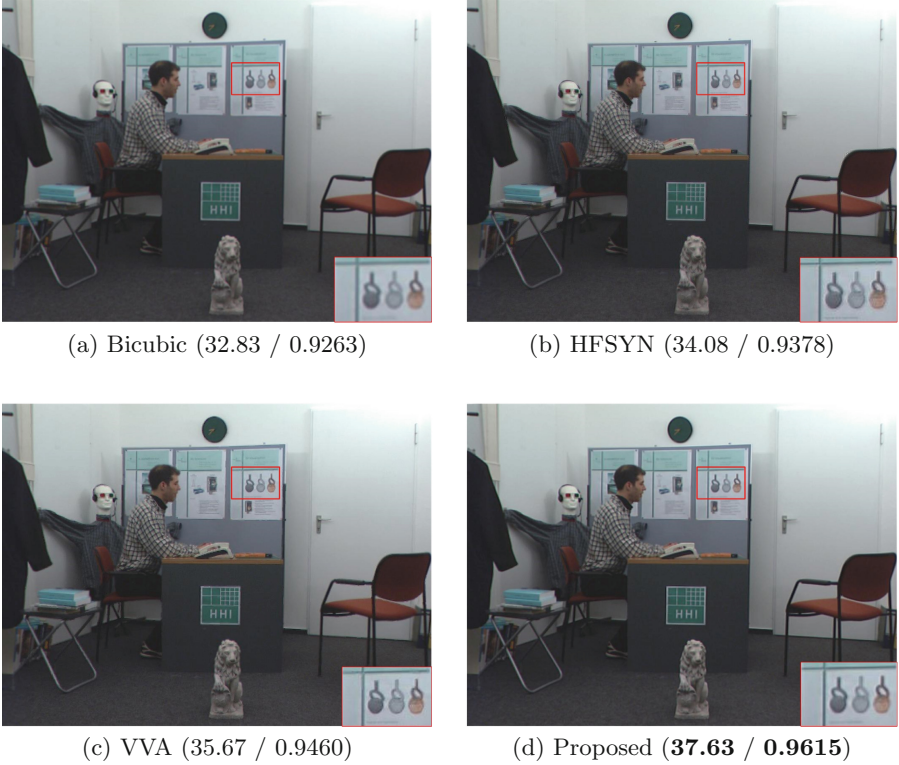 HHI
HHI
(a) Bicubic (32.83 / 0.9263)
(b) HFSYN (34.08 / 0.9378)
HHI
HHI
(c) VVA (35.67 / 0.9460)
(d) Proposed (37.63 / 0.9615)